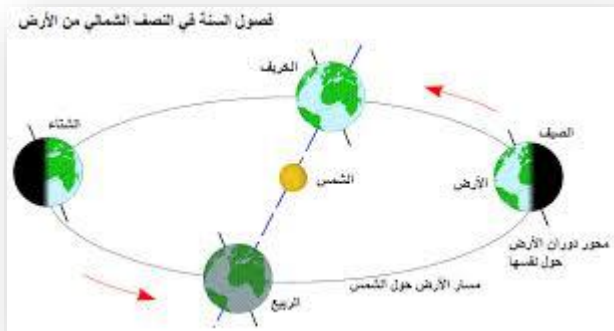 فصول السنة في النصف الشمالي من الأرض
الخريف
الشتاء
الصيف
الشمس
الأرض
محور دوران الأرض
حول نفسها
مسار الأرض حول الشمس
الربيع